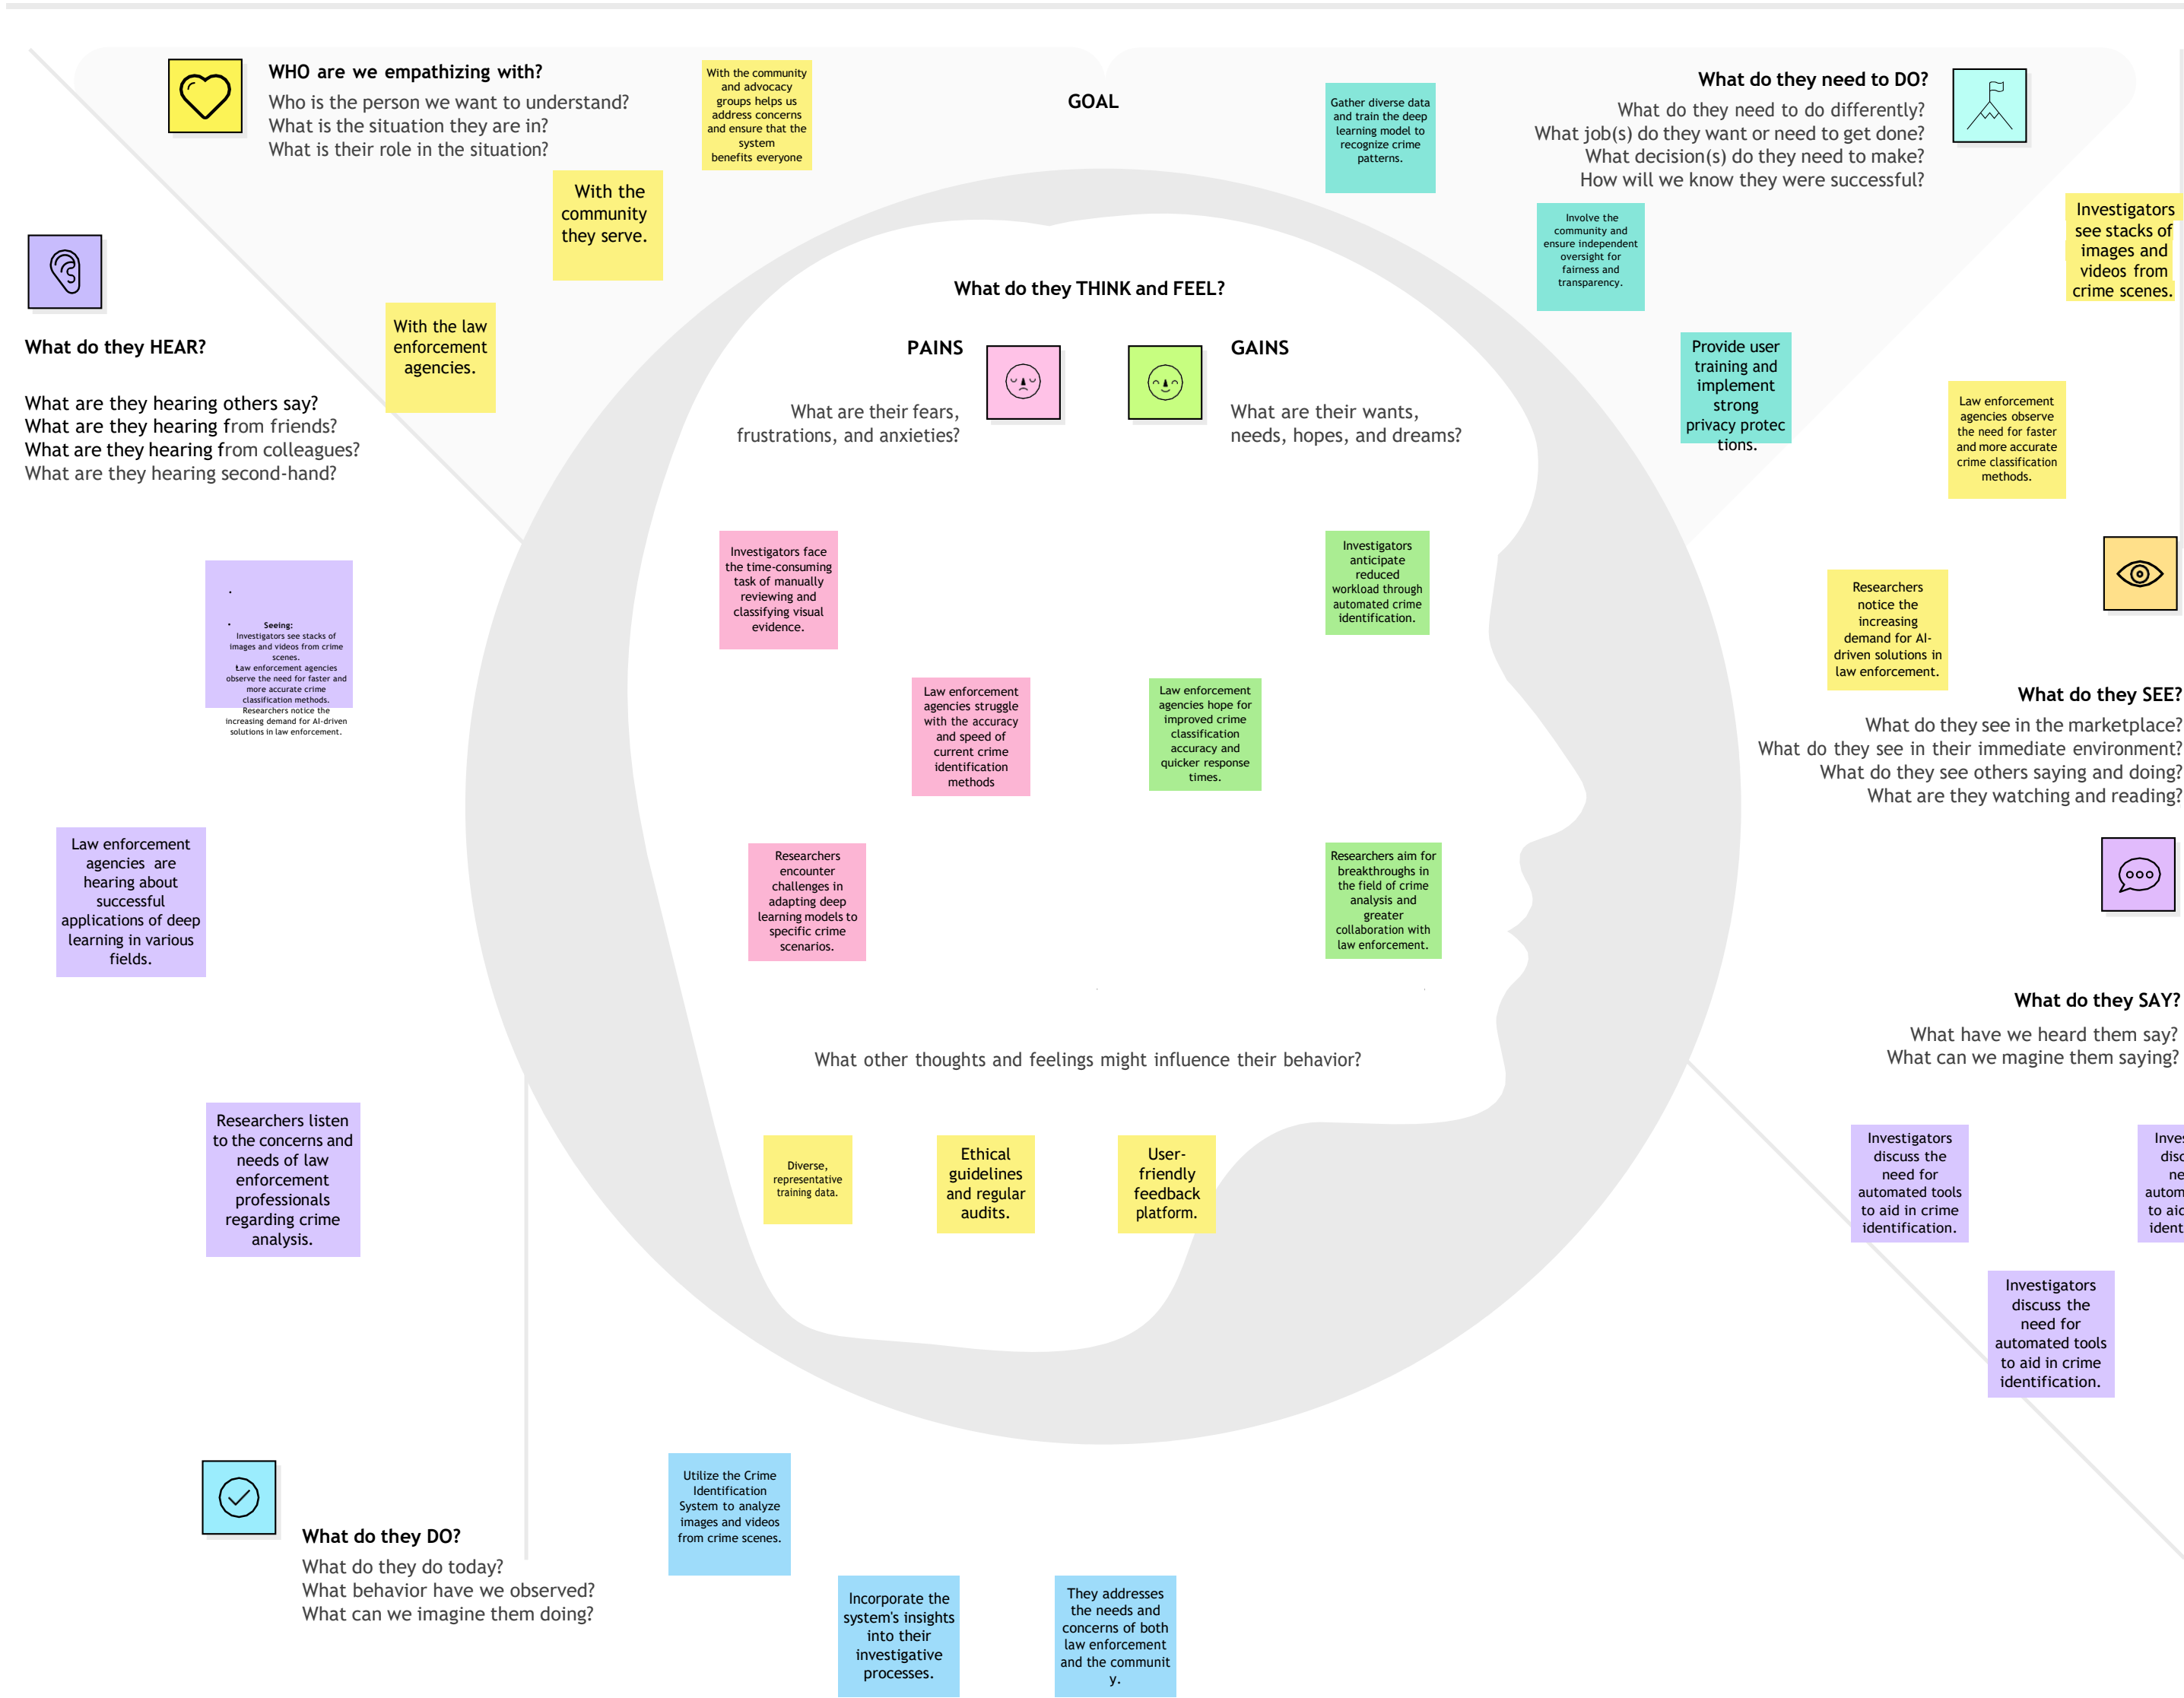 WHO are we empathizing with?
Who is the person we want to understand?
What is the situation they are in?
What is their role in the situation?
With the community
and advocacy
groups helps us
address concerns
and ensure that the
system
benefits everyone
With the
community
they serve.
With the law
enforcement
agencies.
GOAL
Gather diverse data
and train the deep
learning model to
recognize crime
patterns.
What do they need to DO?
What do they need to do differently?
What job(s) do they want or need to get done?
What decision(s) do they need to make?
How will we know they were successful?
Involve the
community and
ensure independent
oversight for
fairness and
transparency.
Provide user
training and
implement
strong
privacy protec
tions.
Investigators
see stacks of
images and
videos from
crime scenes.
Law enforcement
agencies observe
the need for faster
and more accurate
crime classification
methods.
Researchers
notice the
increasing
demand for AI-
driven solutions in
law enforcement.
What do they SEE?
What do they see in the marketplace?
What do they see in their immediate environment?
What do they see others saying and doing?
What are they watching and reading?
What do they HEAR?
What are they hearing others say?
What are they hearing from friends?
What are they hearing from colleagues?
What are they hearing second-hand?
Seeing:
Investigators see stacks of
images and videos from crime
scenes.
Law enforcement agencies
observe the need for faster and
more accurate crime
classification methods.
Researchers notice the
increasing demand for AI-driven
solutions in law enforcement.
Law enforcement
agencies are
hearing about
successful
applications of deep
learning in various
fields.
Researchers listen
to the concerns and
needs of law
enforcement
professionals
regarding crime
analysis.
What do they THINK and FEEL?
PAINS
What are their fears,
frustrations, and anxieties?
GAINS
What are their wants,
needs, hopes, and dreams?
Investigators face
the time-consuming
task of manually
reviewing and
classifying visual
evidence.
Law enforcement
agencies struggle
with the accuracy
and speed of
current crime
identification
methods
Researchers
encounter
challenges in
adapting deep
learning models to
specific crime
scenarios.
Investigators
anticipate
reduced
workload through
automated crime
identification.
Law enforcement
agencies hope for
improved crime
classification
accuracy and
quicker response
times.
Researchers aim for
breakthroughs in
the field of crime
analysis and
greater
collaboration with
law enforcement.
What other thoughts and feelings might influence their behavior?
Diverse,
representative
training data.
Ethical
guidelines
and regular
audits.
User-
friendly
feedback
platform.
What do they SAY?
What have we heard them say?
What can we magine them saying?
Investigators
discuss the
need for
automated tools
to aid in crime
identification.
Inves
disc
ne
autom
to aid
ident
Investigators
discuss the
need for
automated tools
to aid in crime
identification.
What do they DO?
What do they do today?
What behavior have we observed?
What can we imagine them doing?
Utilize the Crime
Identification
System to analyze
images and videos
from crime scenes.
Incorporate the
system's insights
into their
investigative
processes.
They addresses
the needs and
concerns of both
law enforcement
and the communit
y.